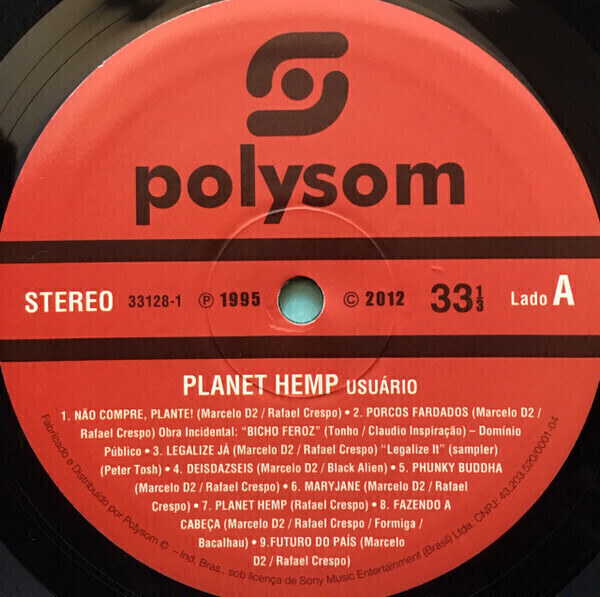 polysom
STEREO 33128-1 Ⓟ 1995 © 2012 33 1/3 Lado A
PLANET HEMP USUÁRIO
1. NÃO COMPRE, PLANTE! (Marcelo D2 / Rafael Crespo) • 2. PORCOS FARDADOS (Marcelo D2 /
Rafael Crespo) Obra Incidental: “BICHO FEROZ” (Tonho / Claudio Inspiração) – Domínio
Público • 3. LEGALIZE JÁ (Marcelo D2 / Rafael Crespo) “Legalize It” (sampler)
(Peter Tosh) • 4. DEISDAZSEIS (Marcelo D2 / Black Alien) • 5. PHUNKY BUDDHA
(Marcelo D2 / Rafael Crespo) • 6. MARYJANE (Marcelo D2 / Rafael
Crespo) • 7. PLANET HEMP (Rafael Crespo) • 8. FAZENDO A
CABEÇA (Marcelo D2 / Rafael Crespo / Formiga /
Bacalhau) • 9.FUTURO DO PAÍS (Marcelo
D2 / Rafael Crespo)
Fabricado e Distribuído por Polysom © – Ind. Bras., sob licença de Sony Music Entertainment (Brasil) Ltda. CNPJ: 43.203.520/0001-04